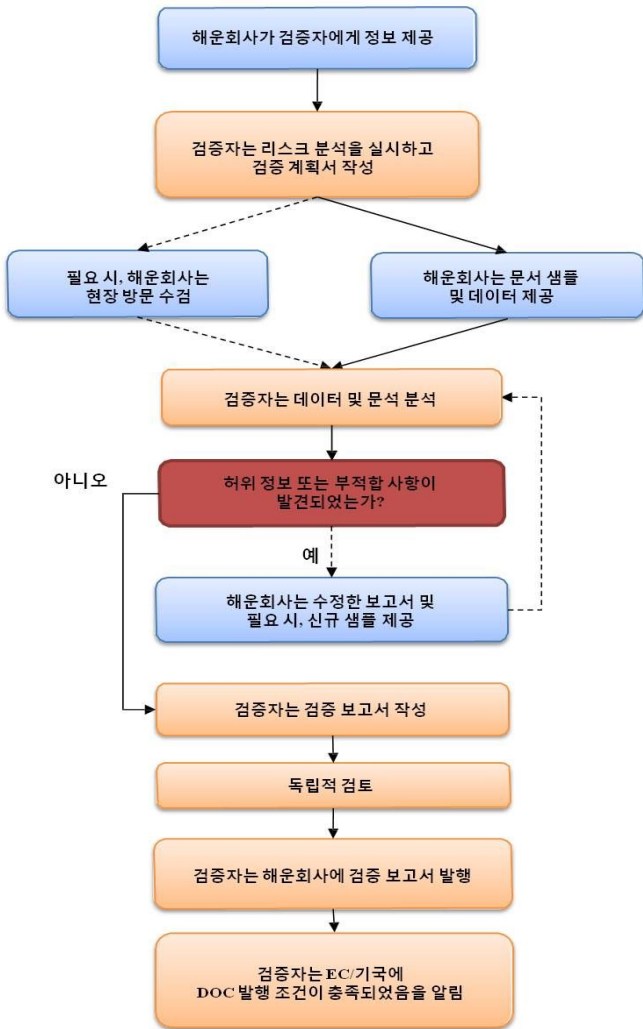 해운회사가 검증자에게 정보 제공
검증자는 리스크 분석을 실시하고
검증 계획서 작성
필요 시, 해운회사는
현장 방문 수검
해운회사는 문서 샘플
및 데이터 제공
검증자는 데이터 및 문석 분석
아니오
허위 정보 또는 부적합 사항이
발견되었는가?
예
해운회사는 수정한 보고서 및
필요 시, 신규 샘플 제공
검증자는 검증 보고서 작성
독립적 검토
검증자는 해운회사에 검증 보고서 발행
검증자는 EC/기국에
DOC 발행 조건이 충족되었음을 알림